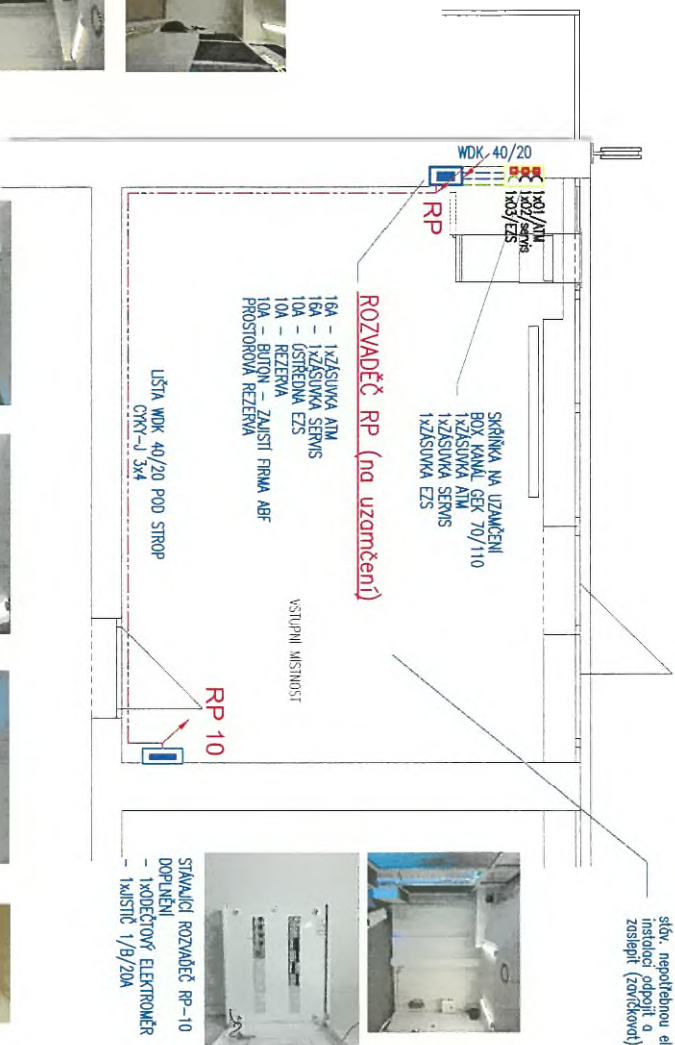 WDK 40/20
1x01/ATM
1x02/servis
1x03/EZS
RP
ROZVADĚČ RP (na uzamčení)
16A - 1xZÁSUVKA ATM
16A - 1xZÁSUVKA SERVIS
10A - ÚSTŘEDNA EZS
10A - REZERVA
10A - BUTON - ZAJISTÍ FIRMA ABF
PROSTOROVÁ REZERVA
SKŘÍŇKA NA UZAMČENÍ
BOX KANÁL GEK 70/110
1xZÁSUVKA ATM
1xZÁSUVKA SERVIS
1xZÁSUVKA EZS
LIŠTA WDK 40/20 POD STROP
CYKY-J 3x4
VSTUPNÍ MÍSTNOST
RP 10
stáv. nepotřebnou el
instalaci odpojit a
zaslepit (zavíčkovat)
STÁVAJÍCÍ ROZVADĚČ RP-10
DOPLNĚNÍ
- 1xODEČTOVÝ ELEKTROMĚR
- 1xJISTIČ 1/B/20A